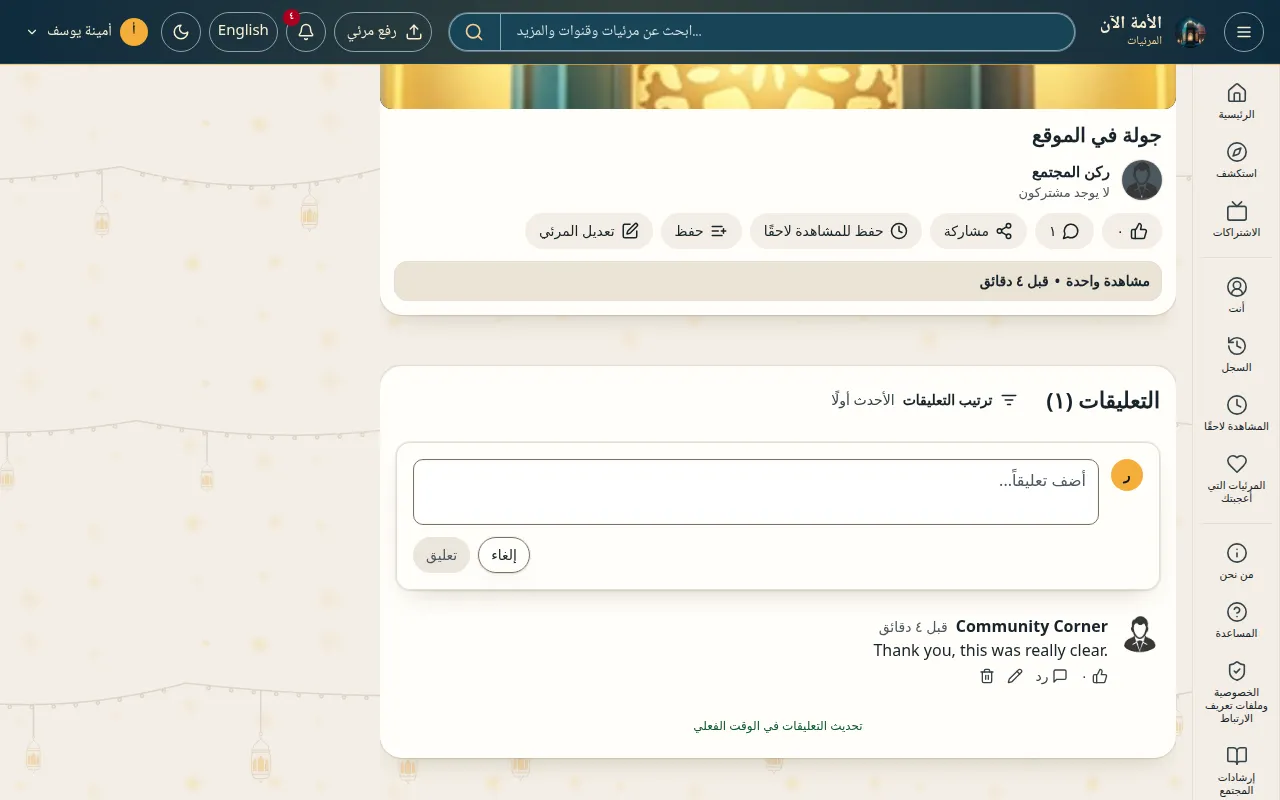 الأمة الآن
المرئيات
ابحث عن مرئيات وقنوات والمزيد...
رفع مرئي
٤
English
أ
أمينة يوسف
الرئيسية
استكشف
الاشتراكات
أنت
السجل
المشاهدة لاحقًا
المرئيات التي
أعجبتك
من نحن
المساعدة
الخصوصية
وملفات تعريف
الارتباط
إرشادات
المجتمع
جولة في الموقع
ركن المجتمع
لا يوجد مشتركون
٠
١
مشاركة
حفظ للمشاهدة لاحقًا
حفظ
تعديل المرئي
مشاهدة واحدة • قبل ٤ دقائق
التعليقات (١)
ترتيب التعليقات الأحدث أولًا
ر
أضف تعليقاً...
إلغاء
تعليق
Community Corner قبل ٤ دقائق
Thank you, this was really clear.
٠ رد
تحديث التعليقات في الوقت الفعلي